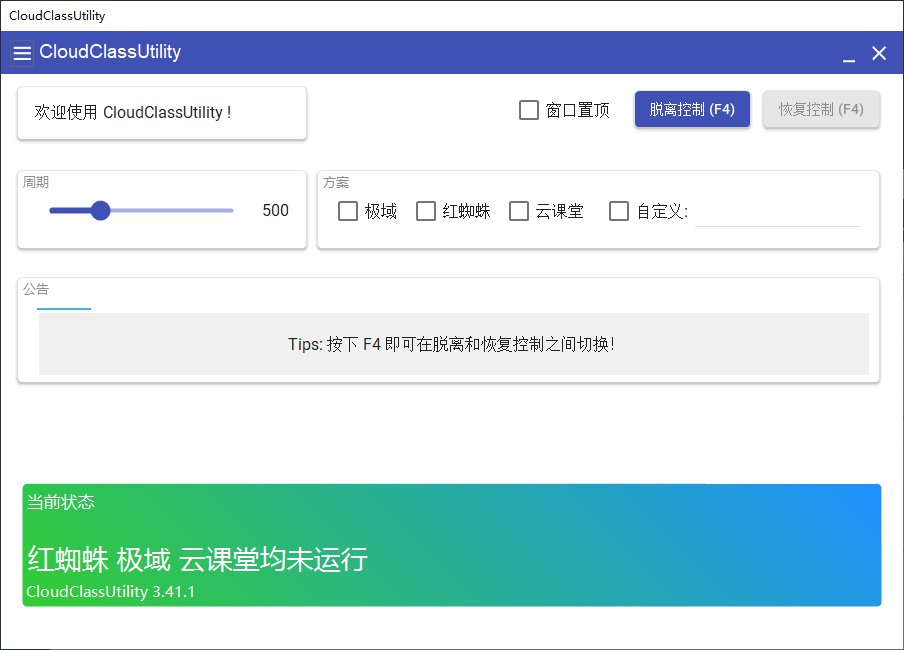 CloudClassUtility
CloudClassUtility
欢迎使用 CloudClassUtility !
窗口置顶
脱离控制 (F4)
恢复控制 (F4)
周期
500
方案
极域
红蜘蛛
云课堂
自定义:
公告
Tips: 按下 F4 即可在脱离和恢复控制之间切换!
当前状态
红蜘蛛 极域 云课堂均未运行
CloudClassUtility 3.41.1